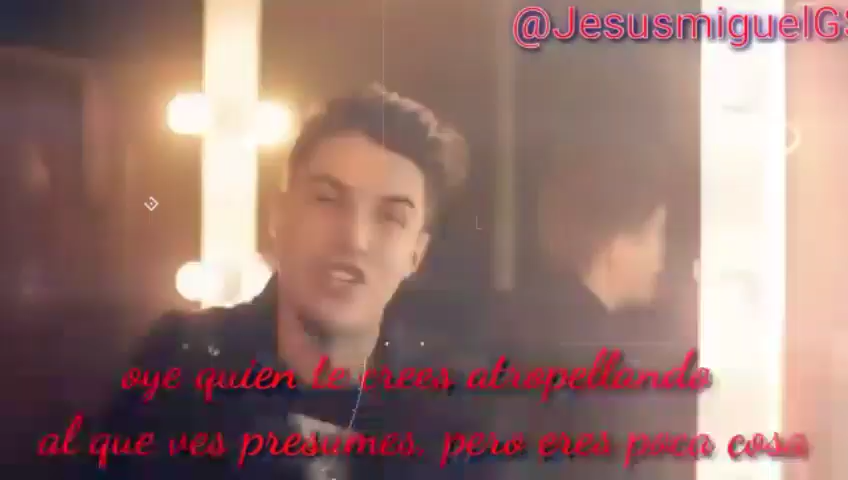 @JesusmiguelG
oye quien te crees atropellando
al que ves presumes, pero eres poca cosa